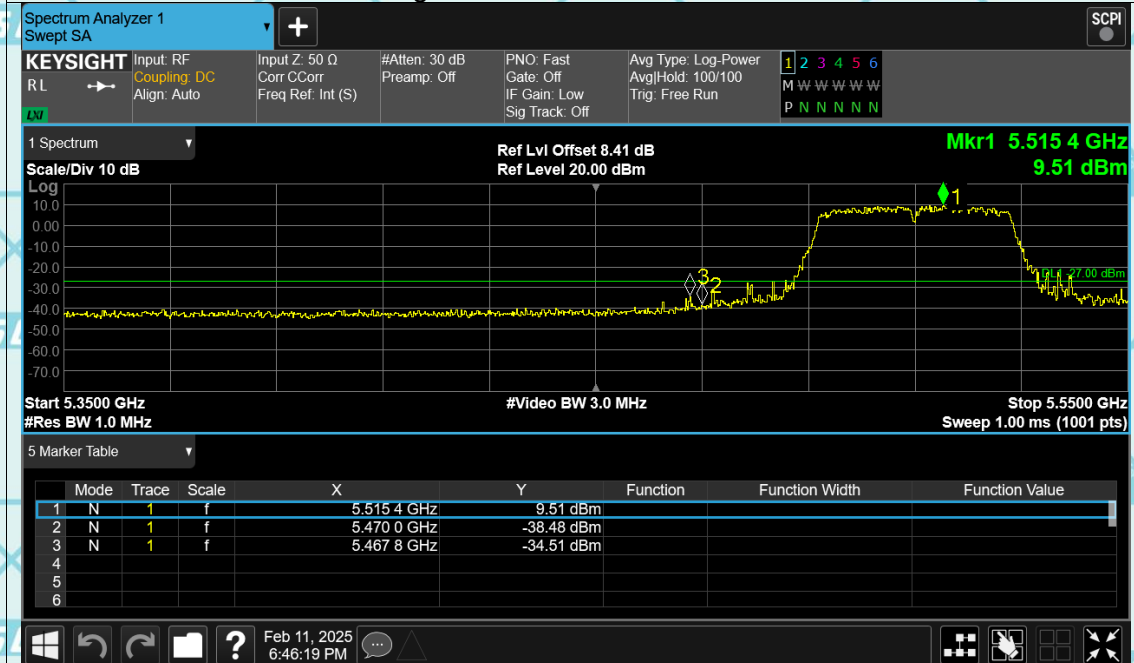 Spectrum Analyzer 1
Swept SA
+
SCPI
KEYSIGHT
R L
LXI
Input: RF
Coupling: DC
Align: Auto
Input Z: 50 Ω
Corr CCorr
Freq Ref: Int (S)
#Atten: 30 dB
Preamp: Off
PNO: Fast
Gate: Off
IF Gain: Low
Sig Track: Off
Avg Type: Log-Power
Avg|Hold: 100/100
Trig: Free Run
1 2 3 4 5 6
M W W W W W
P N N N N N
1 Spectrum
Scale/Div 10 dB
Ref Lvl Offset 8.41 dB
Ref Level 20.00 dBm
Mkr1 5.515 4 GHz
9.51 dBm
Log
10.0
0.00
-10.0
-20.0
-30.0
-40.0
-50.0
-60.0
-70.0
1
3
2
DL1 -27.00 dBm
Start 5.3500 GHz
#Video BW 3.0 MHz
Stop 5.5500 GHz
#Res BW 1.0 MHz
Sweep 1.00 ms (1001 pts)
5 Marker Table
Mode Trace Scale X Y Function Function Width Function Value
1 N 1 f 5.515 4 GHz 9.51 dBm
2 N 1 f 5.470 0 GHz -38.48 dBm
3 N 1 f 5.467 8 GHz -34.51 dBm
4
5
6
?
Feb 11, 2025
6:46:19 PM